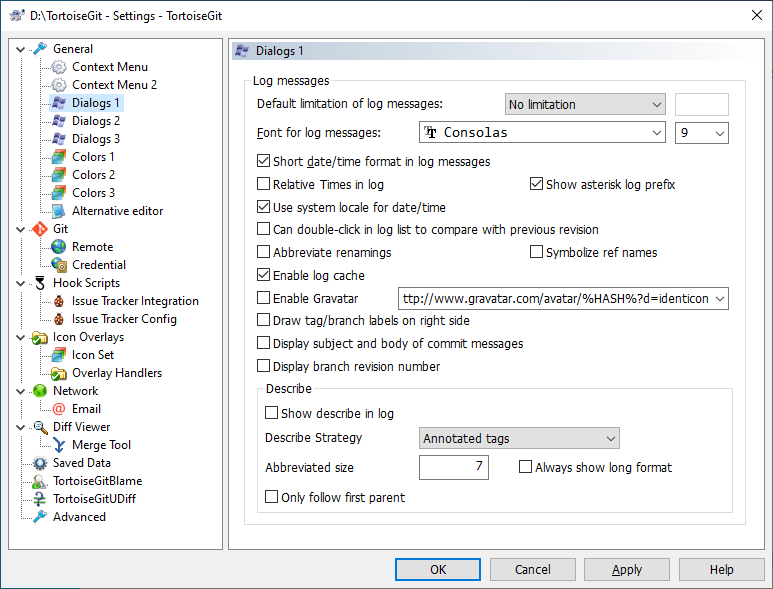 D:\TortoiseGit - Settings - TortoiseGit
General
Context Menu
Context Menu 2
Dialogs 1
Dialogs 2
Dialogs 3
Colors 1
Colors 2
Colors 3
Alternative editor
Git
Remote
Credential
Hook Scripts
Issue Tracker Integration
Issue Tracker Config
Icon Overlays
Icon Set
Overlay Handlers
Network
Email
Diff Viewer
Merge Tool
Saved Data
TortoiseGitBlame
TortoiseGitUDiff
Advanced
Dialogs 1
Log messages
Default limitation of log messages: No limitation
Font for log messages: Consolas 9
Short date/time format in log messages
Relative Times in log Show asterisk log prefix
Use system locale for date/time
Can double-click in log list to compare with previous revision
Abbreviate renamings Symbolize ref names
Enable log cache
Enable Gravatar ttp://www.gravatar.com/avatar/%HASH%?d=identicon
Draw tag/branch labels on right side
Display subject and body of commit messages
Display branch revision number
Describe
Show describe in log
Describe Strategy Annotated tags
Abbreviated size 7 Always show long format
Only follow first parent
OK Cancel Apply Help